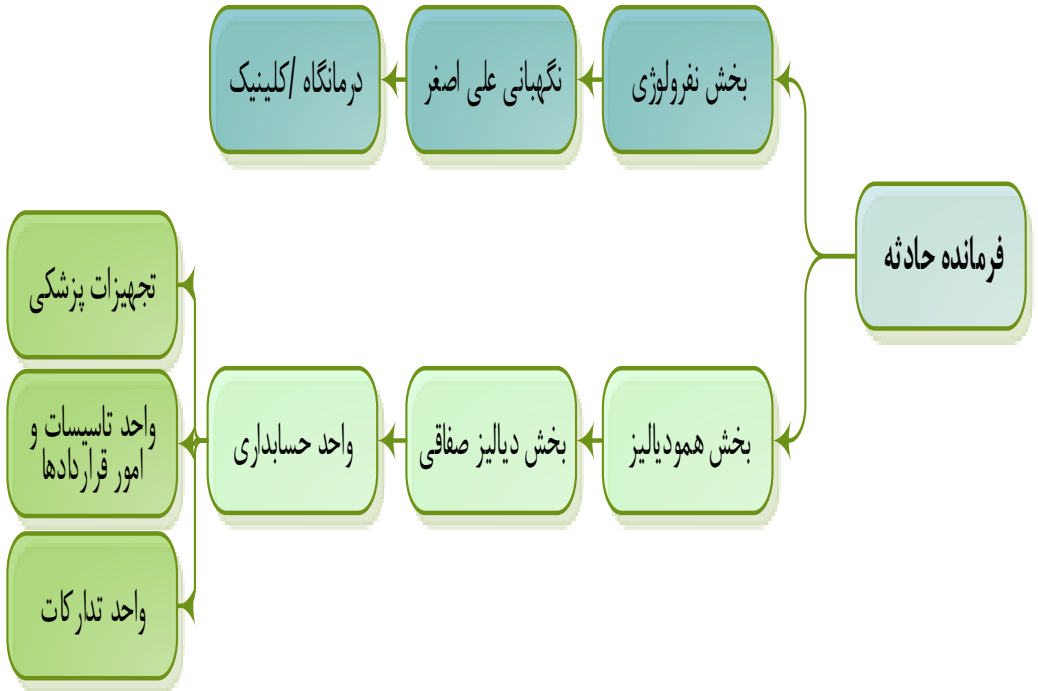 فرمانده حادثه
بخش نفرولوژی
نگهبانی علی اصغر
درمانگاه /کلینیک
بخش همودیالیز
بخش دیالیز صفاقی
واحد حسابداری
تجهیزات پزشکی
واحد تاسیسات و
امور قراردادها
واحد تدارکات